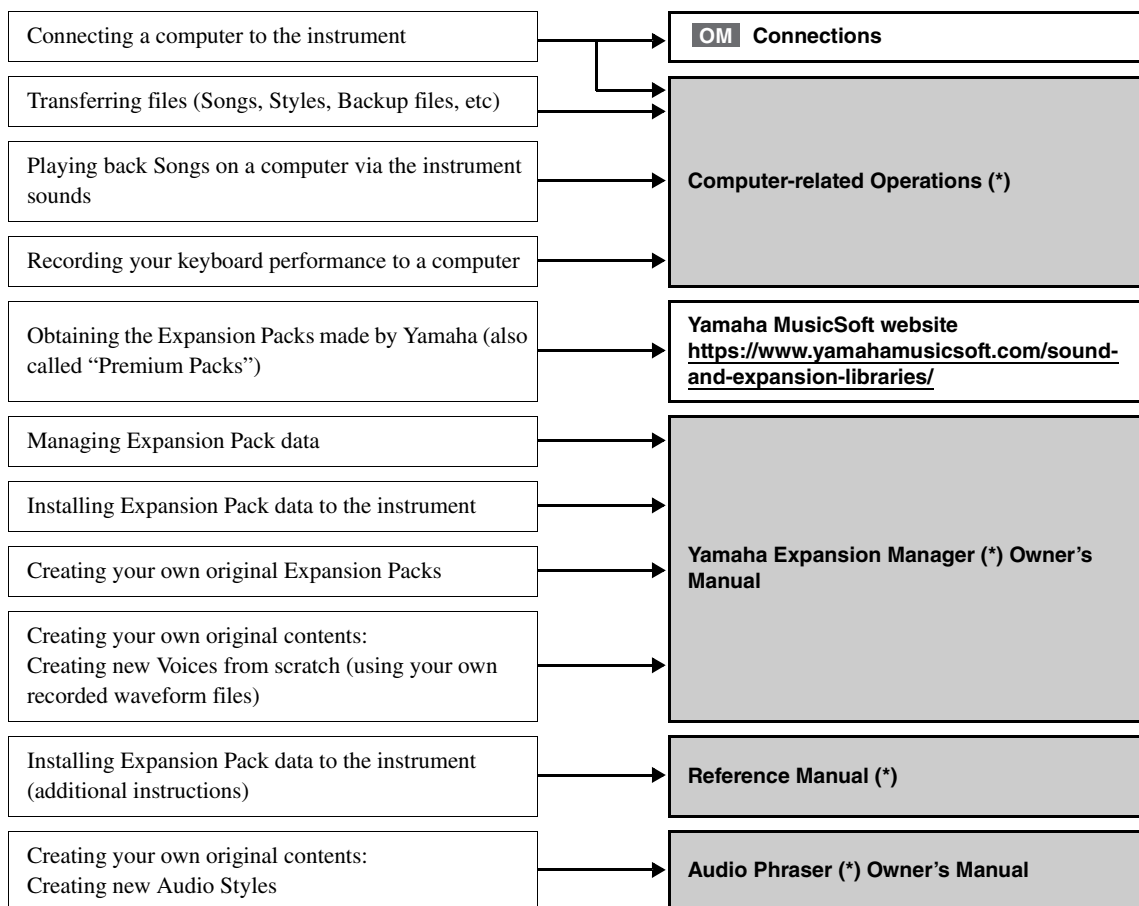 Connecting a computer to the instrument
OM Connections
Transferring files (Songs, Styles, Backup files, etc)
Playing back Songs on a computer via the instrument
sounds
Computer-related Operations (*)
Recording your keyboard performance to a computer
Obtaining the Expansion Packs made by Yamaha (also
called “Premium Packs”)
Yamaha MusicSoft website
https://www.yamahamusicsoft.com/sound-
and-expansion-libraries/
Managing Expansion Pack data
Installing Expansion Pack data to the instrument
Creating your own original Expansion Packs
Yamaha Expansion Manager (*) Owner’s
Manual
Creating your own original contents:
Creating new Voices from scratch (using your own
recorded waveform files)
Installing Expansion Pack data to the instrument
(additional instructions)
Reference Manual (*)
Creating your own original contents:
Creating new Audio Styles
Audio Phraser (*) Owner’s Manual